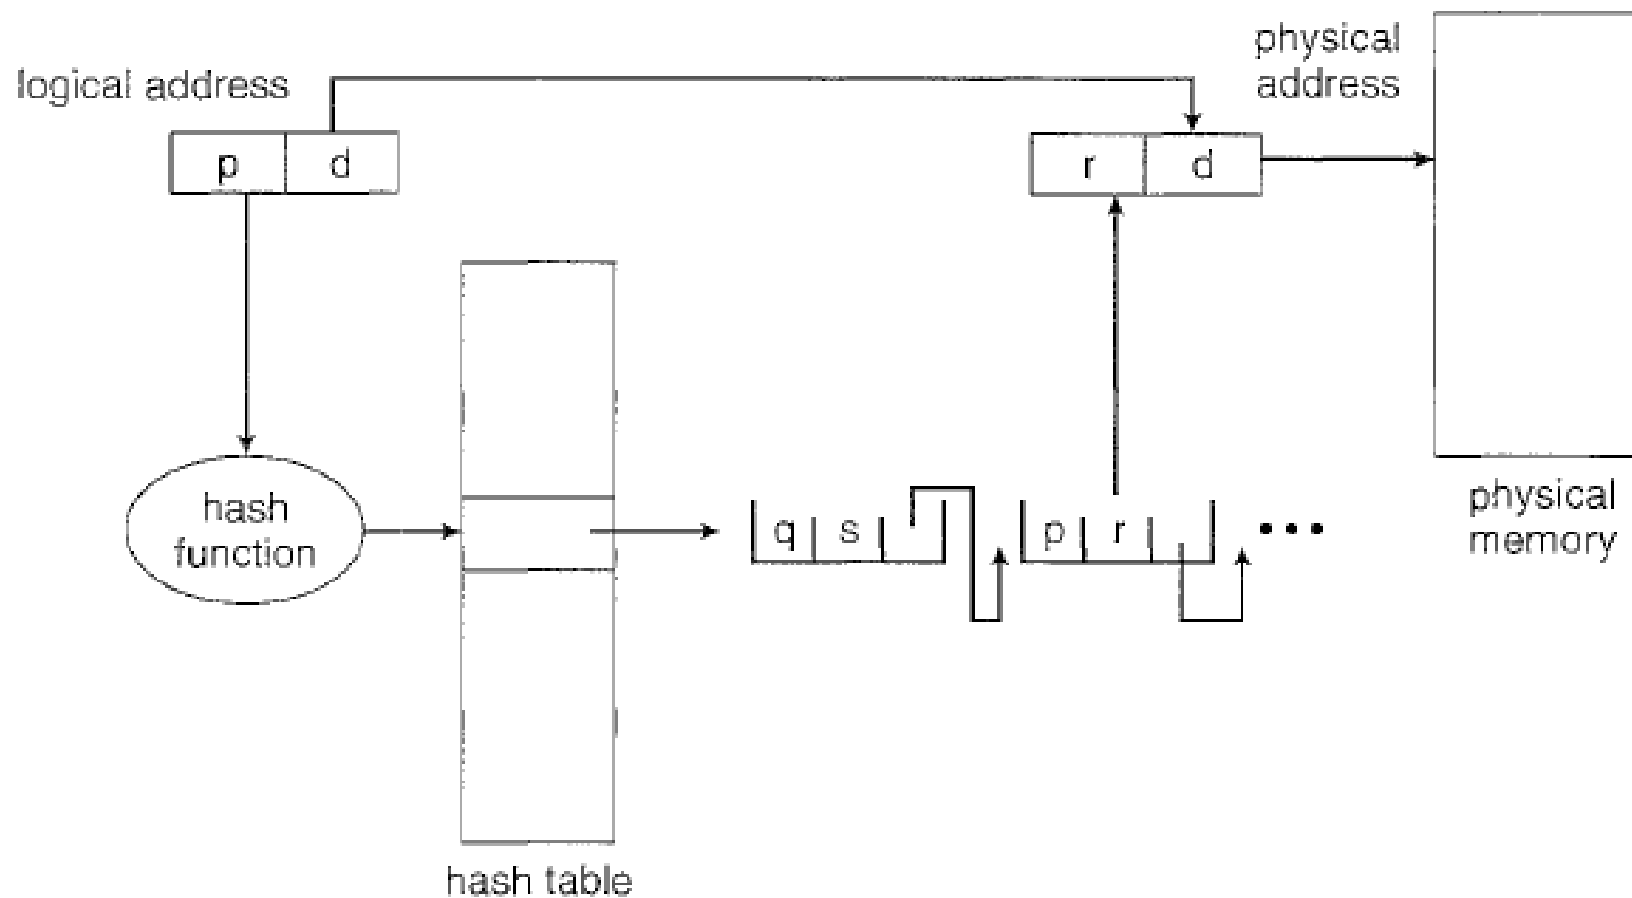 physical
address
logical address
p d
r d
hash
function
q s
p r
•••
physical
memory
hash table